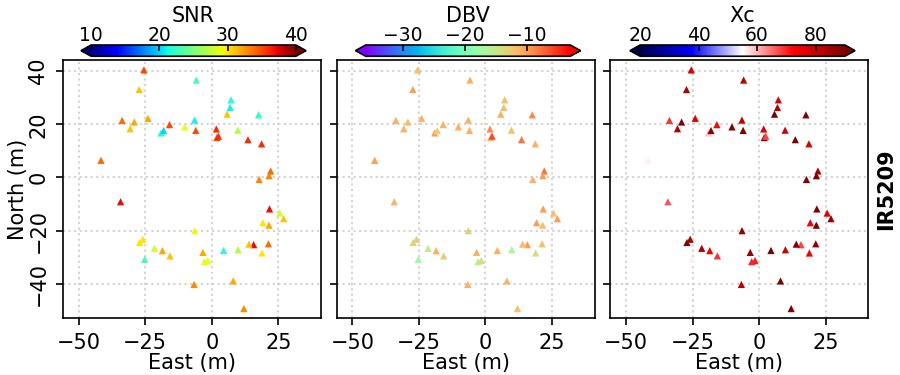 SNR DBV Xc
10 20 30 40 −30 −20 −10 20 40 60 80
40
20
0
−20
−40
North (m)
−50 −25 0 25 −50 −25 0 25 −50 −25 0 25
East (m) East (m) East (m)
IR5209